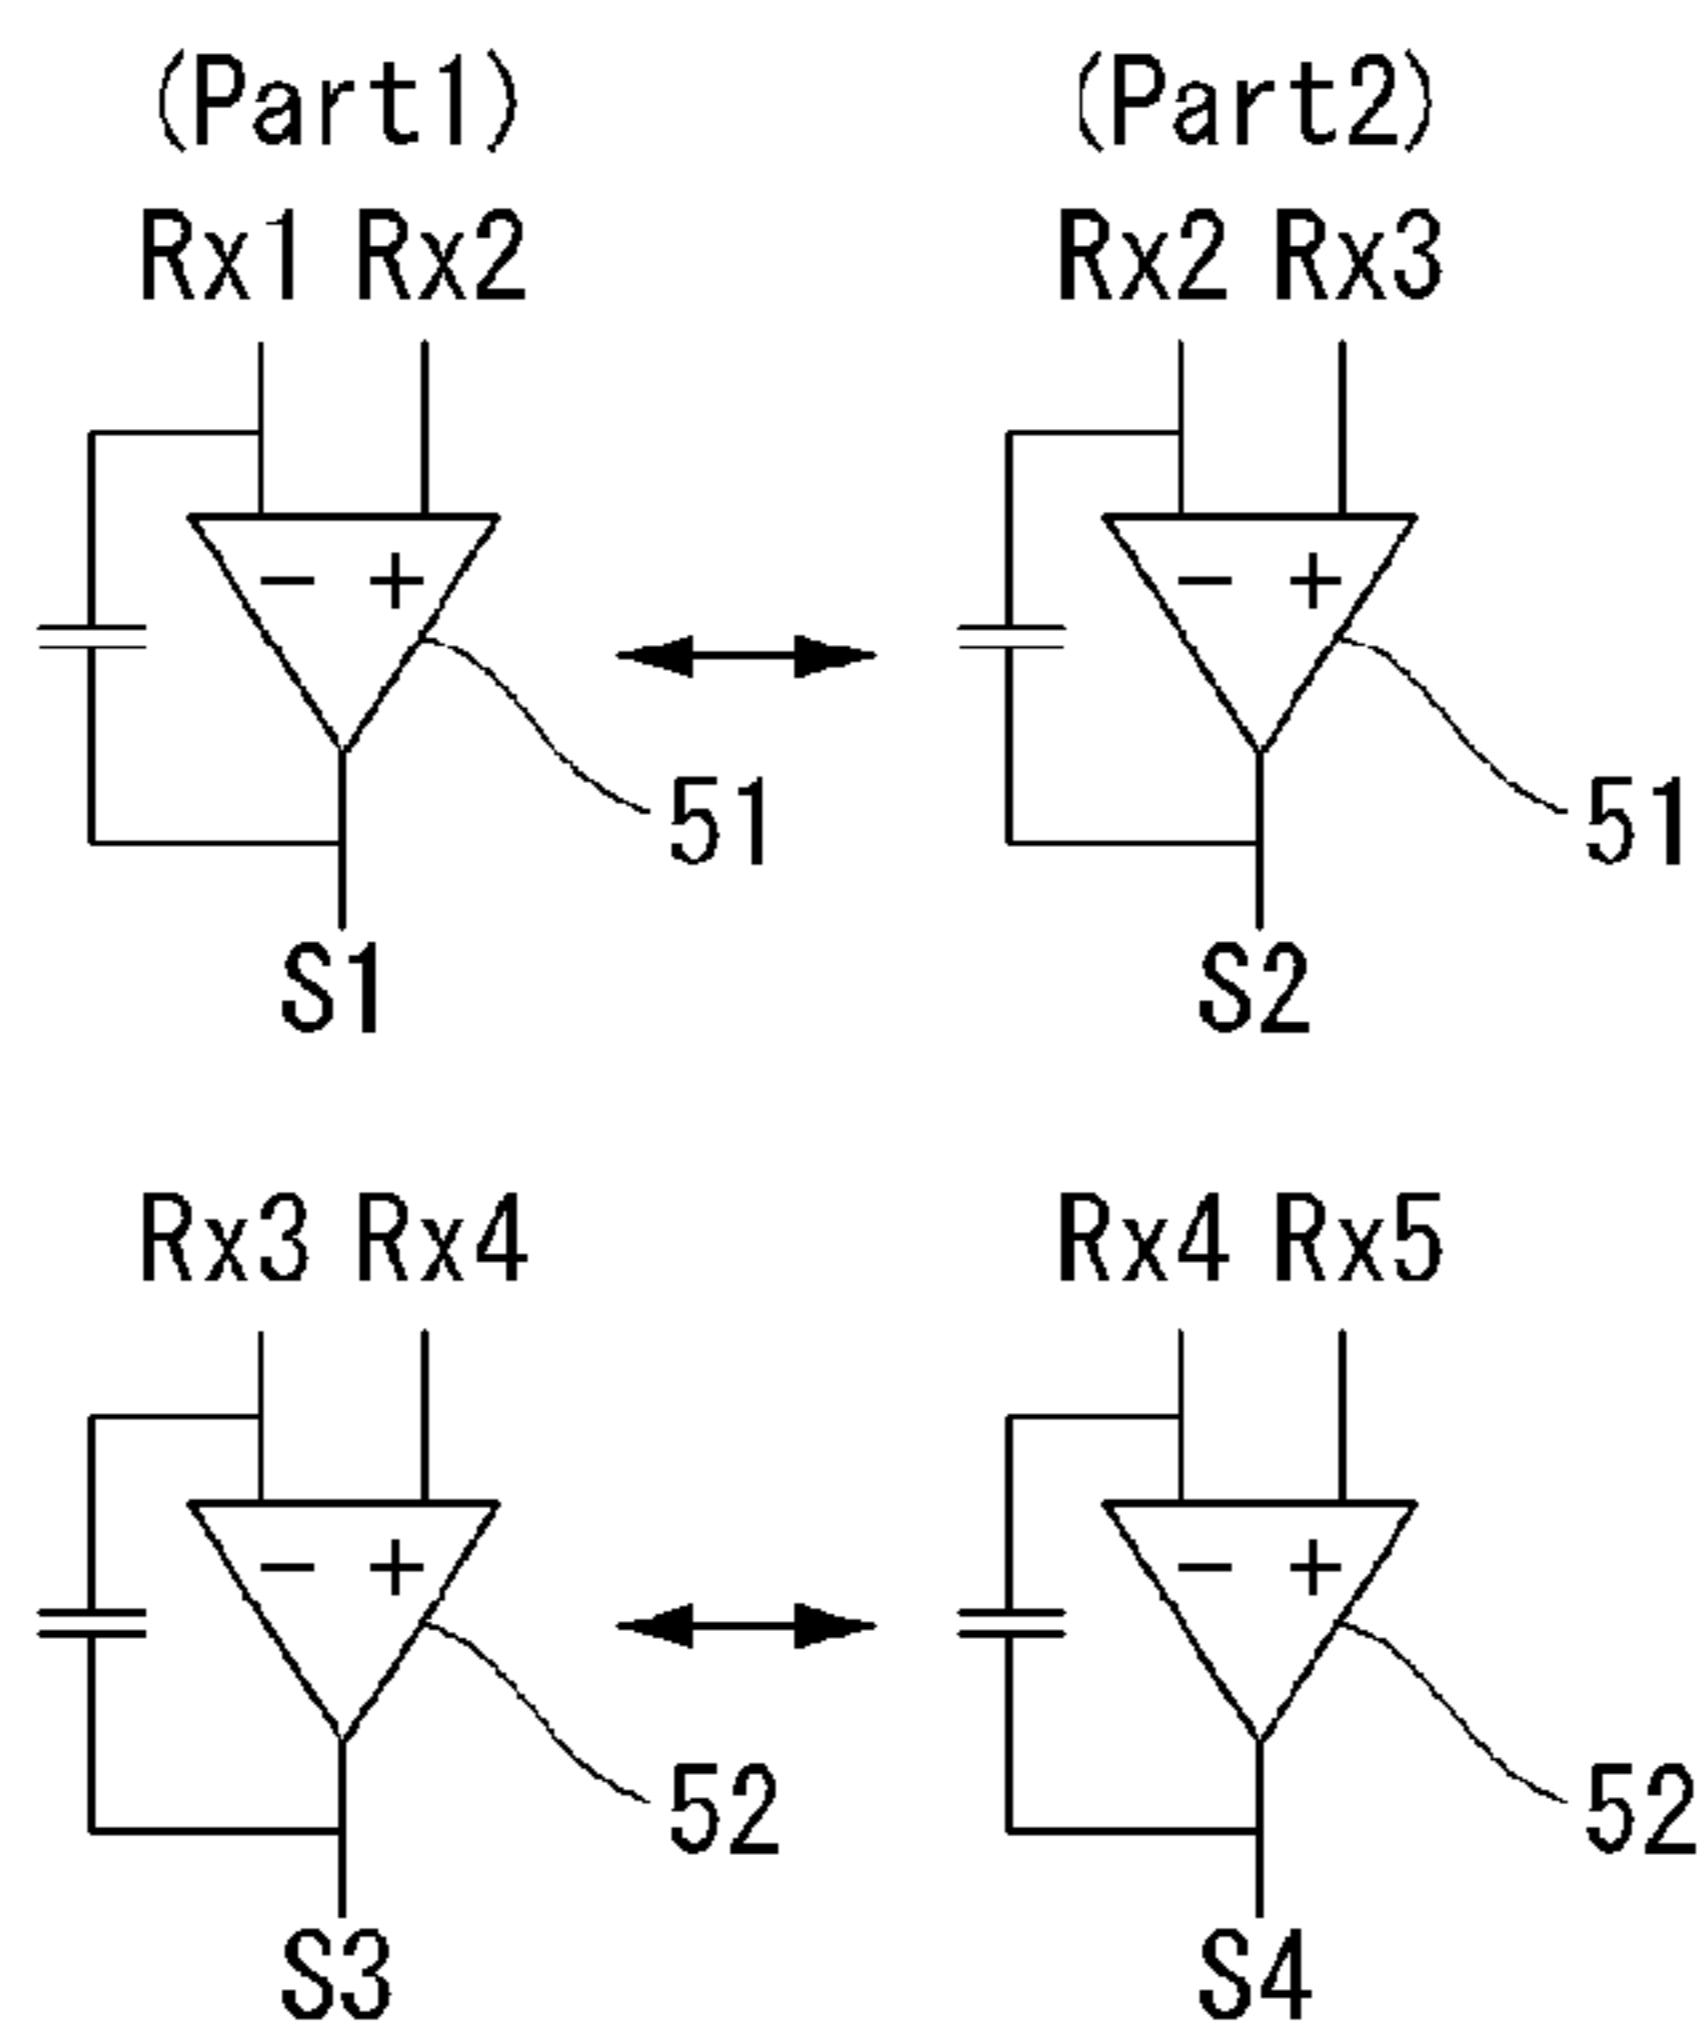 (Part1) (Part2)
Rx1 Rx2 Rx2 Rx3
− + − +
51 51
S1 S2
Rx3 Rx4 Rx4 Rx5
− + − +
52 52
S3 S4